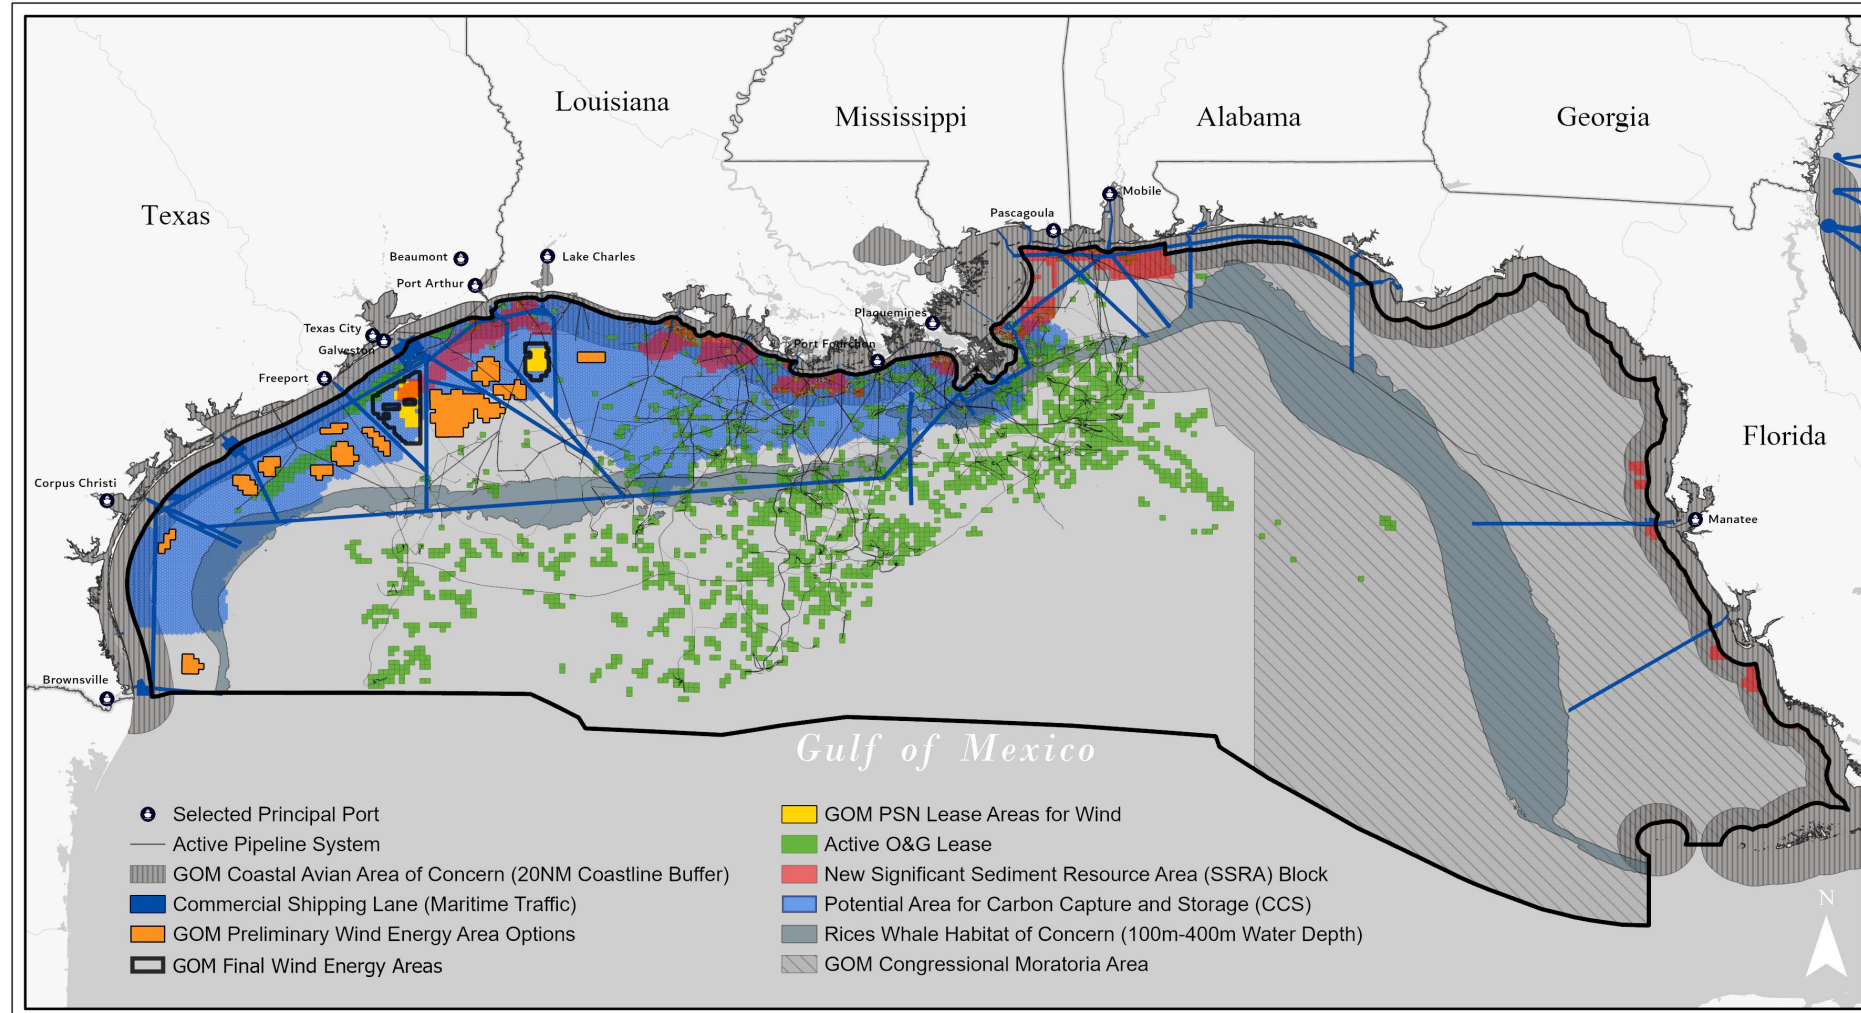 Louisiana
Mississippi
Alabama
Georgia
Texas
Mobile
Pascagoula
Beaumont
Lake Charles
Port Arthur
Plaquemines
Texas City
Galveston
Port Fourchon
Freeport
Florida
Corpus Christi
Manatee
Brownsville
Gulf of Mexico
Selected Principal Port
Active Pipeline System
GOM Coastal Avian Area of Concern (20NM Coastline Buffer)
Commercial Shipping Lane (Maritime Traffic)
GOM Preliminary Wind Energy Area Options
GOM Final Wind Energy Areas
GOM PSN Lease Areas for Wind
Active O&G Lease
New Significant Sediment Resource Area (SSRA) Block
Potential Area for Carbon Capture and Storage (CCS)
Rices Whale Habitat of Concern (100m-400m Water Depth)
GOM Congressional Moratoria Area
N